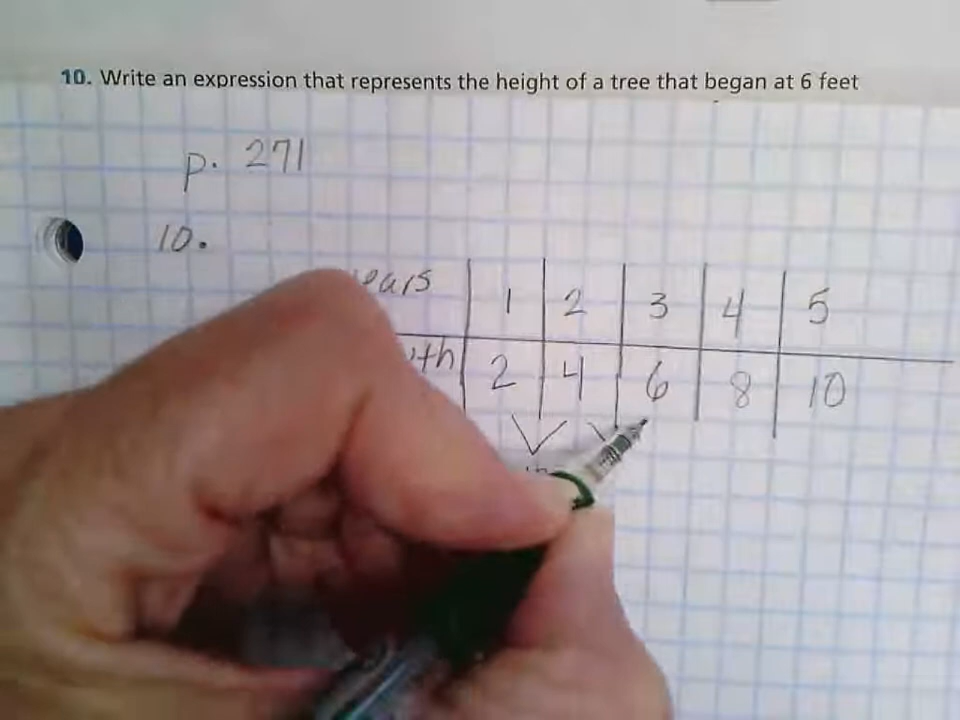 10. Write an expression that represents the height of a tree that began at 6 feet
p. 271
10.
1 2 3 4 5
2 4 6 8 10